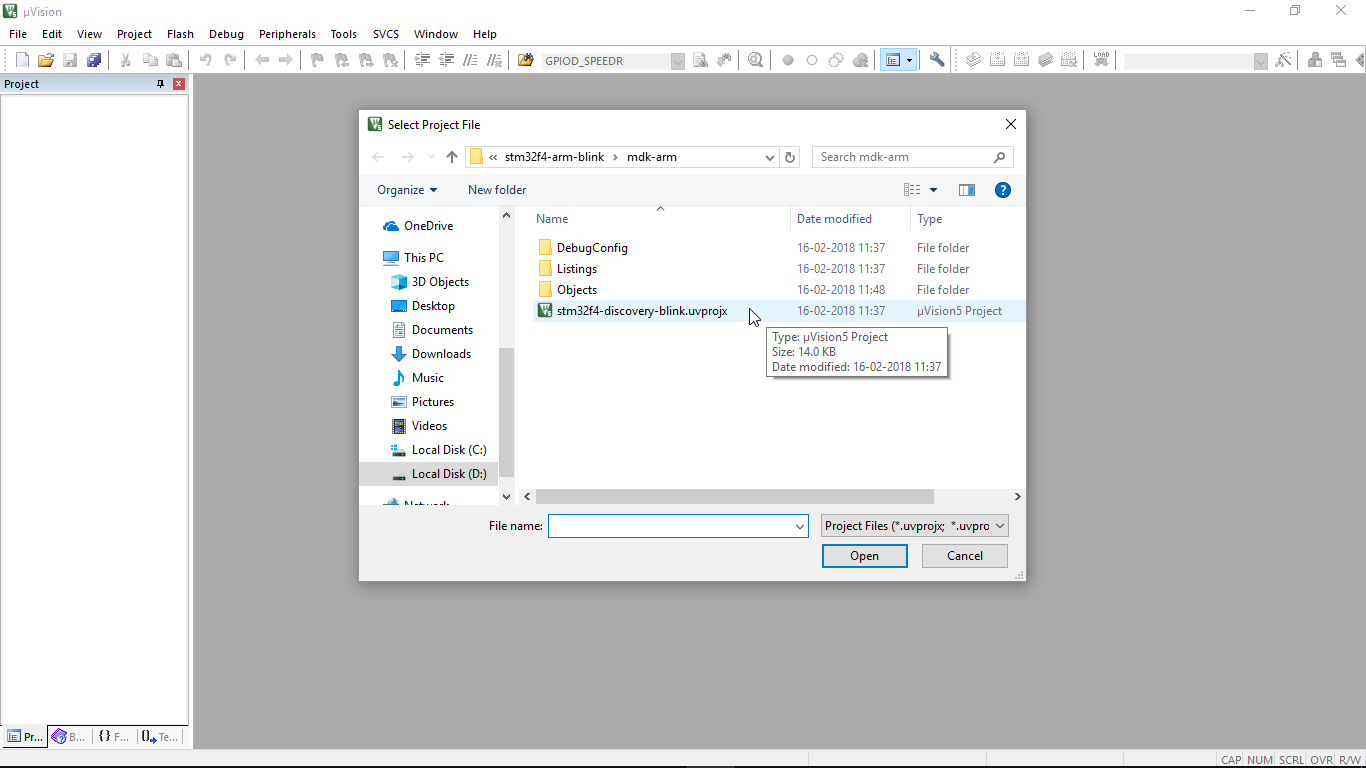 µVision
File Edit View Project Flash Debug Peripherals Tools SVCS Window Help
GPIOD_SPEEDR
LOAD
Project
Select Project File
« stm32f4-arm-blink › mdk-arm
Search mdk-arm
Organize New folder
Name Date modified Type
DebugConfig 16-02-2018 11:37 File folder
Listings 16-02-2018 11:37 File folder
Objects 16-02-2018 11:48 File folder
stm32f4-discovery-blink.uvprojx 16-02-2018 11:37 µVision5 Project
Type: µVision5 Project
Size: 14.0 KB
Date modified: 16-02-2018 11:37
OneDrive
This PC
3D Objects
Desktop
Documents
Downloads
Music
Pictures
Videos
Local Disk (C:)
Local Disk (D:)
Network
File name:
Project Files (*.uvprojx; *.uvpro
Open Cancel
Pr... B... {} F... {}→ Te...
CAP NUM SCRL OVR R/W